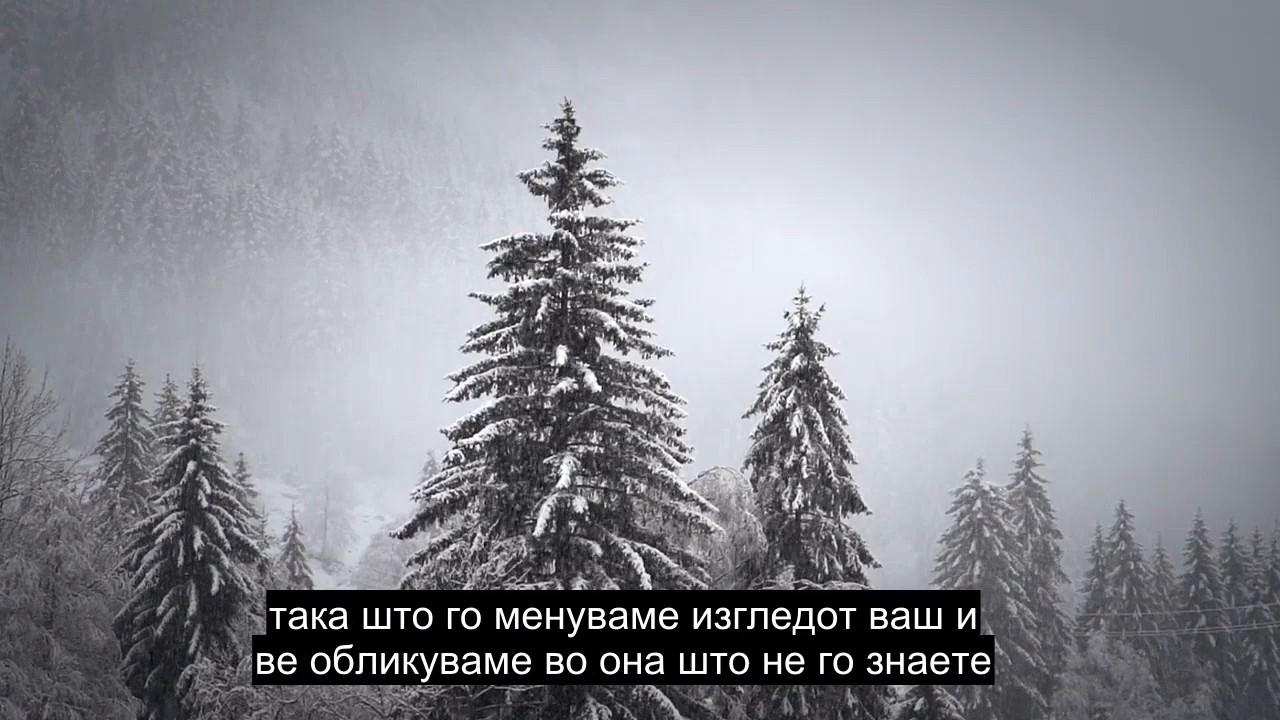 така што го менуваме изгледот ваш и
ве обликуваме во она што не го знаете